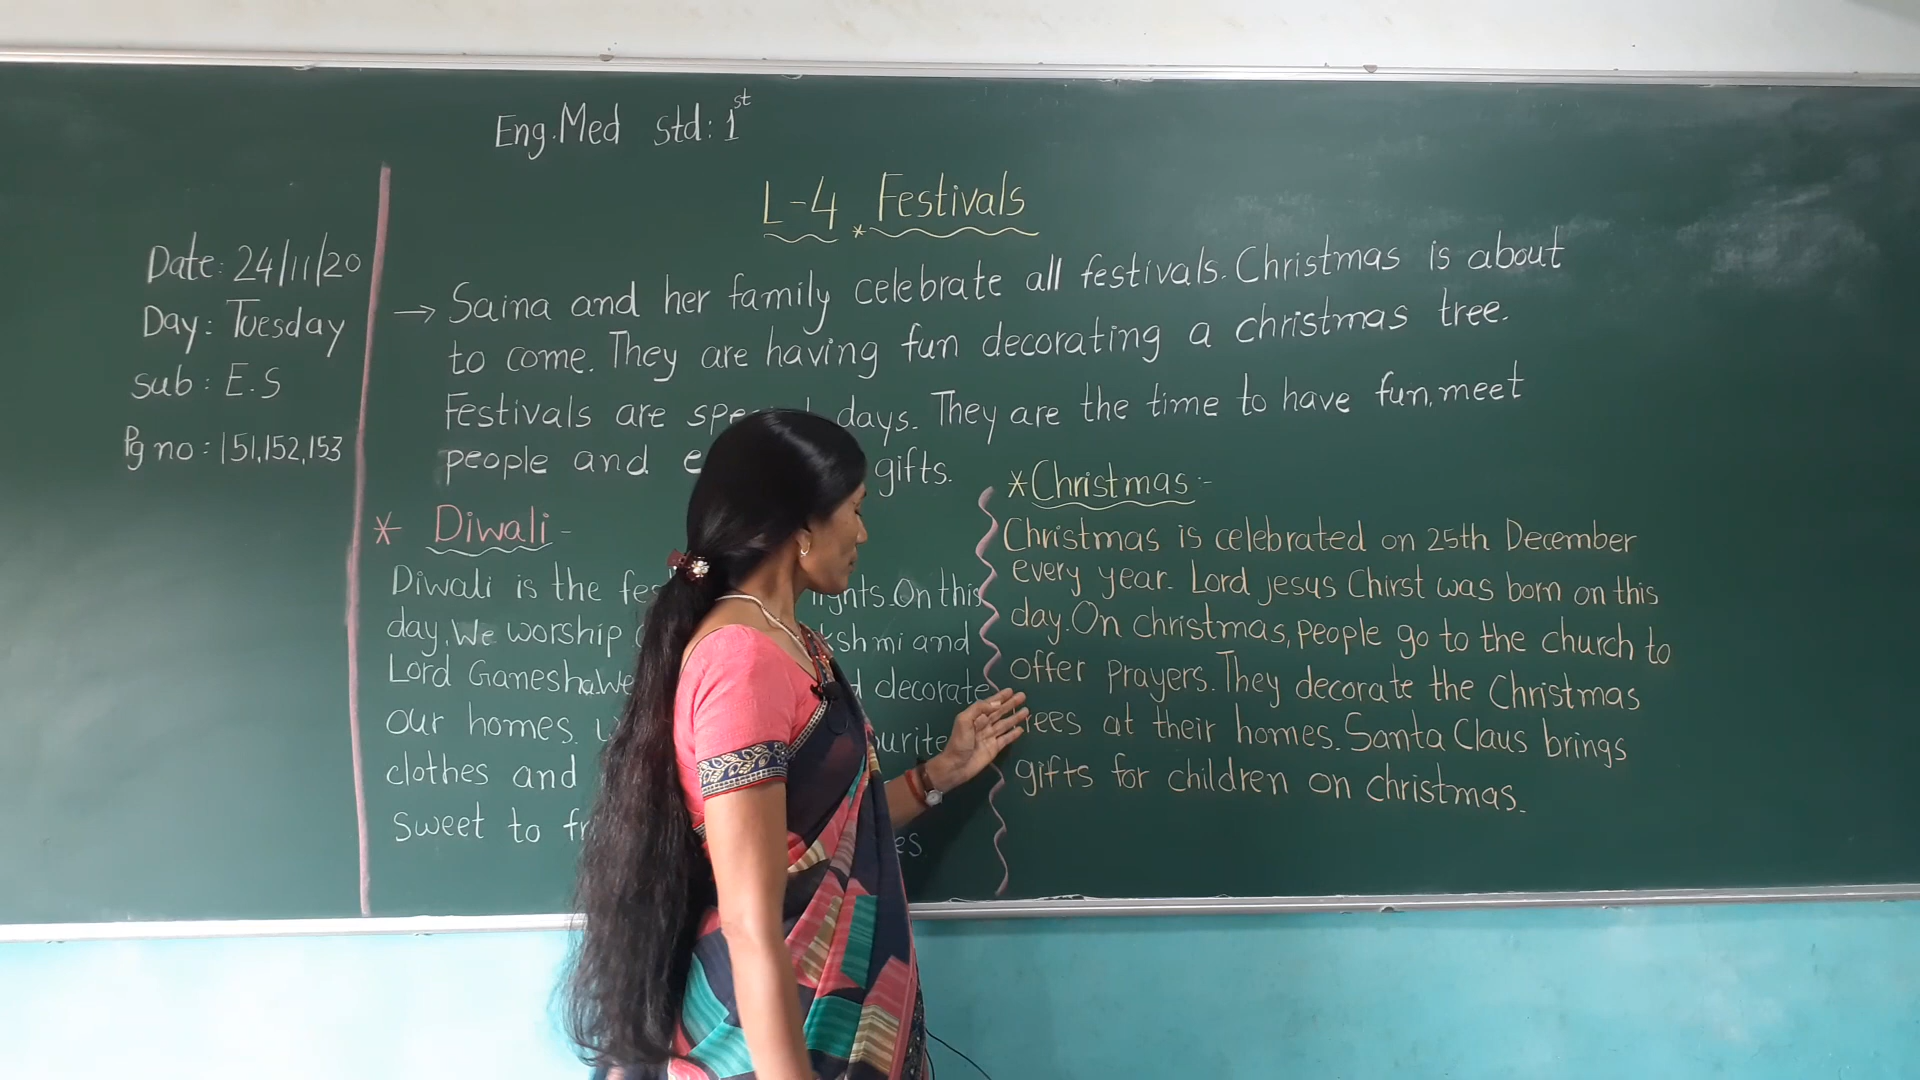 Eng.Med Std: 1st
L-4 * Festivals
Date: 24/11/20
Day: Tuesday
Sub: E.S
Pg no: 151,152,153
→ Saina and her family celebrate all festivals. Christmas is about
to come. They are having fun decorating a christmas tree.
Festivals are days. They are the time to have fun, meet
people and gifts.
* Diwali -
Diwali is the On this
day, We worship and
Lord Ganesha. We decorate
our homes.
clothes and
sweet to
* Christmas :-
Christmas is celebrated on 25th December
every year. Lord jesus Chirst was born on this
day. On christmas, people go to the church to
offer prayers. They decorate the Christmas
trees at their homes. Santa Claus brings
gifts for children on christmas.